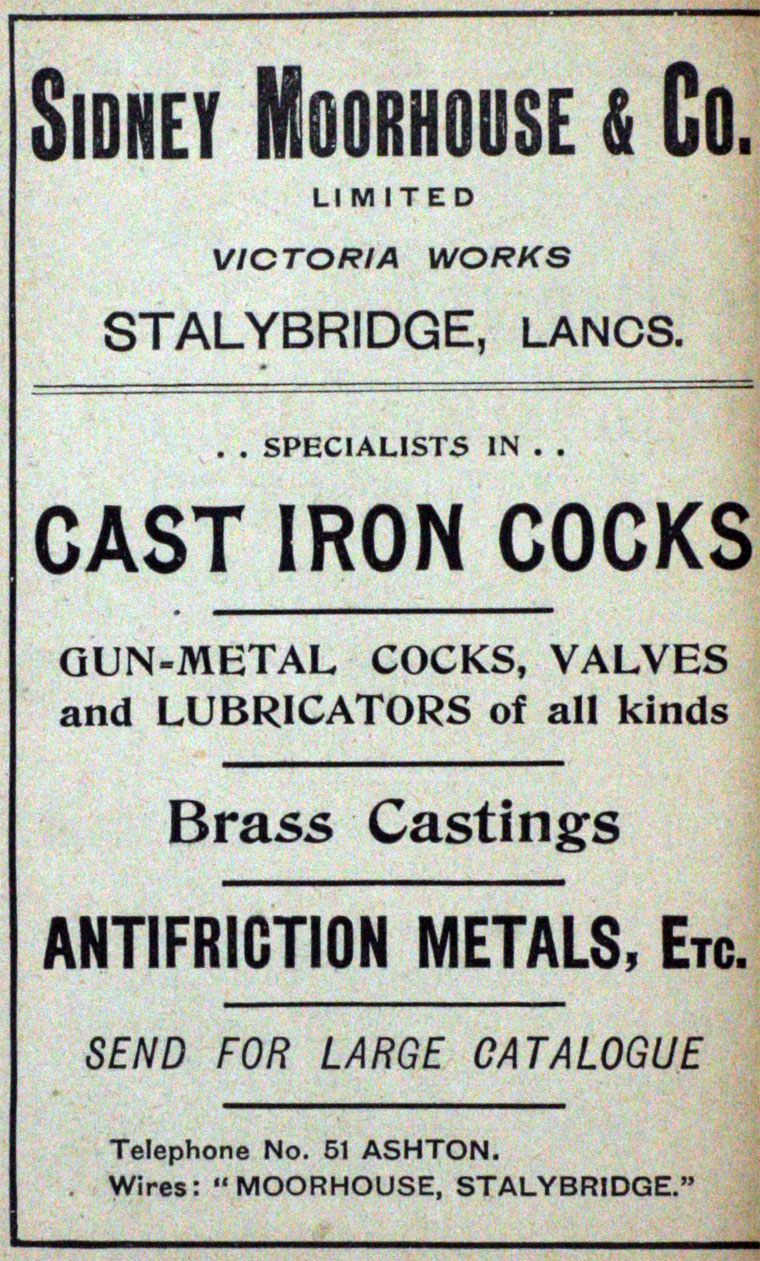 SIDNEY MOORHOUSE & CO.
LIMITED
VICTORIA WORKS
STALYBRIDGE, LANCS.
. . SPECIALISTS IN . .
CAST IRON COCKS
GUN-METAL COCKS, VALVES
and LUBRICATORS of all kinds
Brass Castings
ANTIFRICTION METALS, ETC.
SEND FOR LARGE CATALOGUE
Telephone No. 51 ASHTON.
Wires: "MOORHOUSE, STALYBRIDGE."